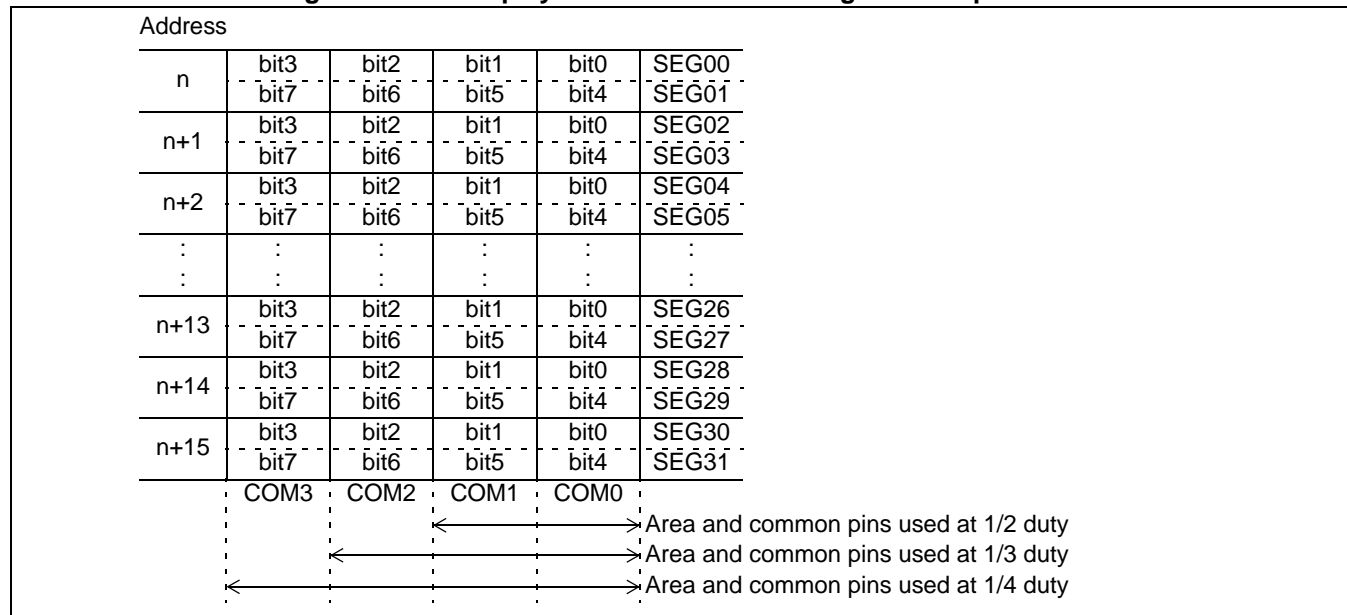 Address
n bit3 bit2 bit1 bit0 SEG00
bit7 bit6 bit5 bit4 SEG01
n+1 bit3 bit2 bit1 bit0 SEG02
bit7 bit6 bit5 bit4 SEG03
n+2 bit3 bit2 bit1 bit0 SEG04
bit7 bit6 bit5 bit4 SEG05
: : : : : :
: : : : : :
n+13 bit3 bit2 bit1 bit0 SEG26
bit7 bit6 bit5 bit4 SEG27
n+14 bit3 bit2 bit1 bit0 SEG28
bit7 bit6 bit5 bit4 SEG29
n+15 bit3 bit2 bit1 bit0 SEG30
bit7 bit6 bit5 bit4 SEG31
COM3 COM2 COM1 COM0
Area and common pins used at 1/2 duty
Area and common pins used at 1/3 duty
Area and common pins used at 1/4 duty